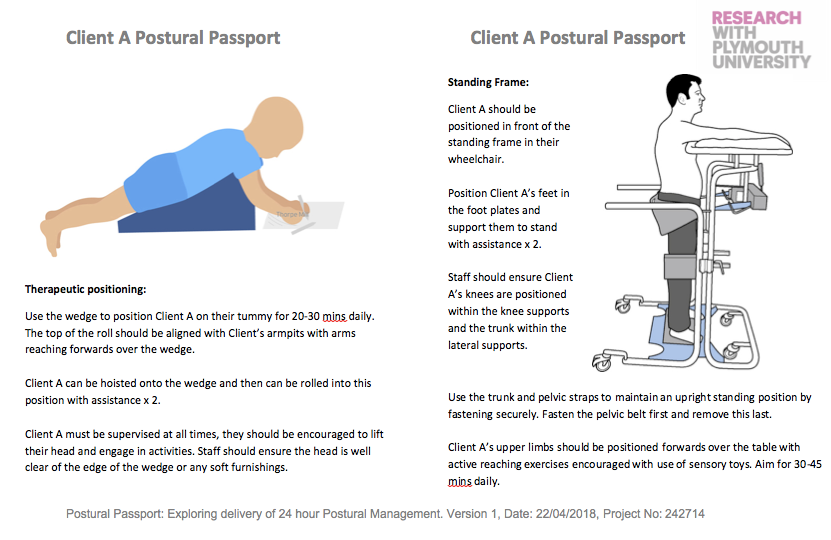 Client A Postural Passport
Therapeutic positioning:
Use the wedge to position Client A on their tummy for 20-30 mins daily.
The top of the roll should be aligned with Client's armpits with arms
reaching forwards over the wedge.
Client A can be hoisted onto the wedge and then can be rolled into this
position with assistance x 2.
Client A must be supervised at all times, they should be encouraged to lift
their head and engage in activities. Staff should ensure the head is well
clear of the edge of the wedge or any soft furnishings.
Client A Postural Passport
RESEARCH
WITH
PLYMOUTH
UNIVERSITY
Standing Frame:
Client A should be
positioned in front of the
standing frame in their
wheelchair.
Position Client A's feet in
the foot plates and
support them to stand
with assistance x 2.
Staff should ensure Client
A's knees are positioned
within the knee supports
and the trunk within the
lateral supports.
Use the trunk and pelvic straps to maintain an upright standing position by
fastening securely. Fasten the pelvic belt first and remove this last.
Client A's upper limbs should be positioned forwards over the table with
active reaching exercises encouraged with use of sensory toys. Aim for 30-45
mins daily.
Postural Passport: Exploring delivery of 24 hour Postural Management. Version 1, Date: 22/04/2018, Project No: 242714